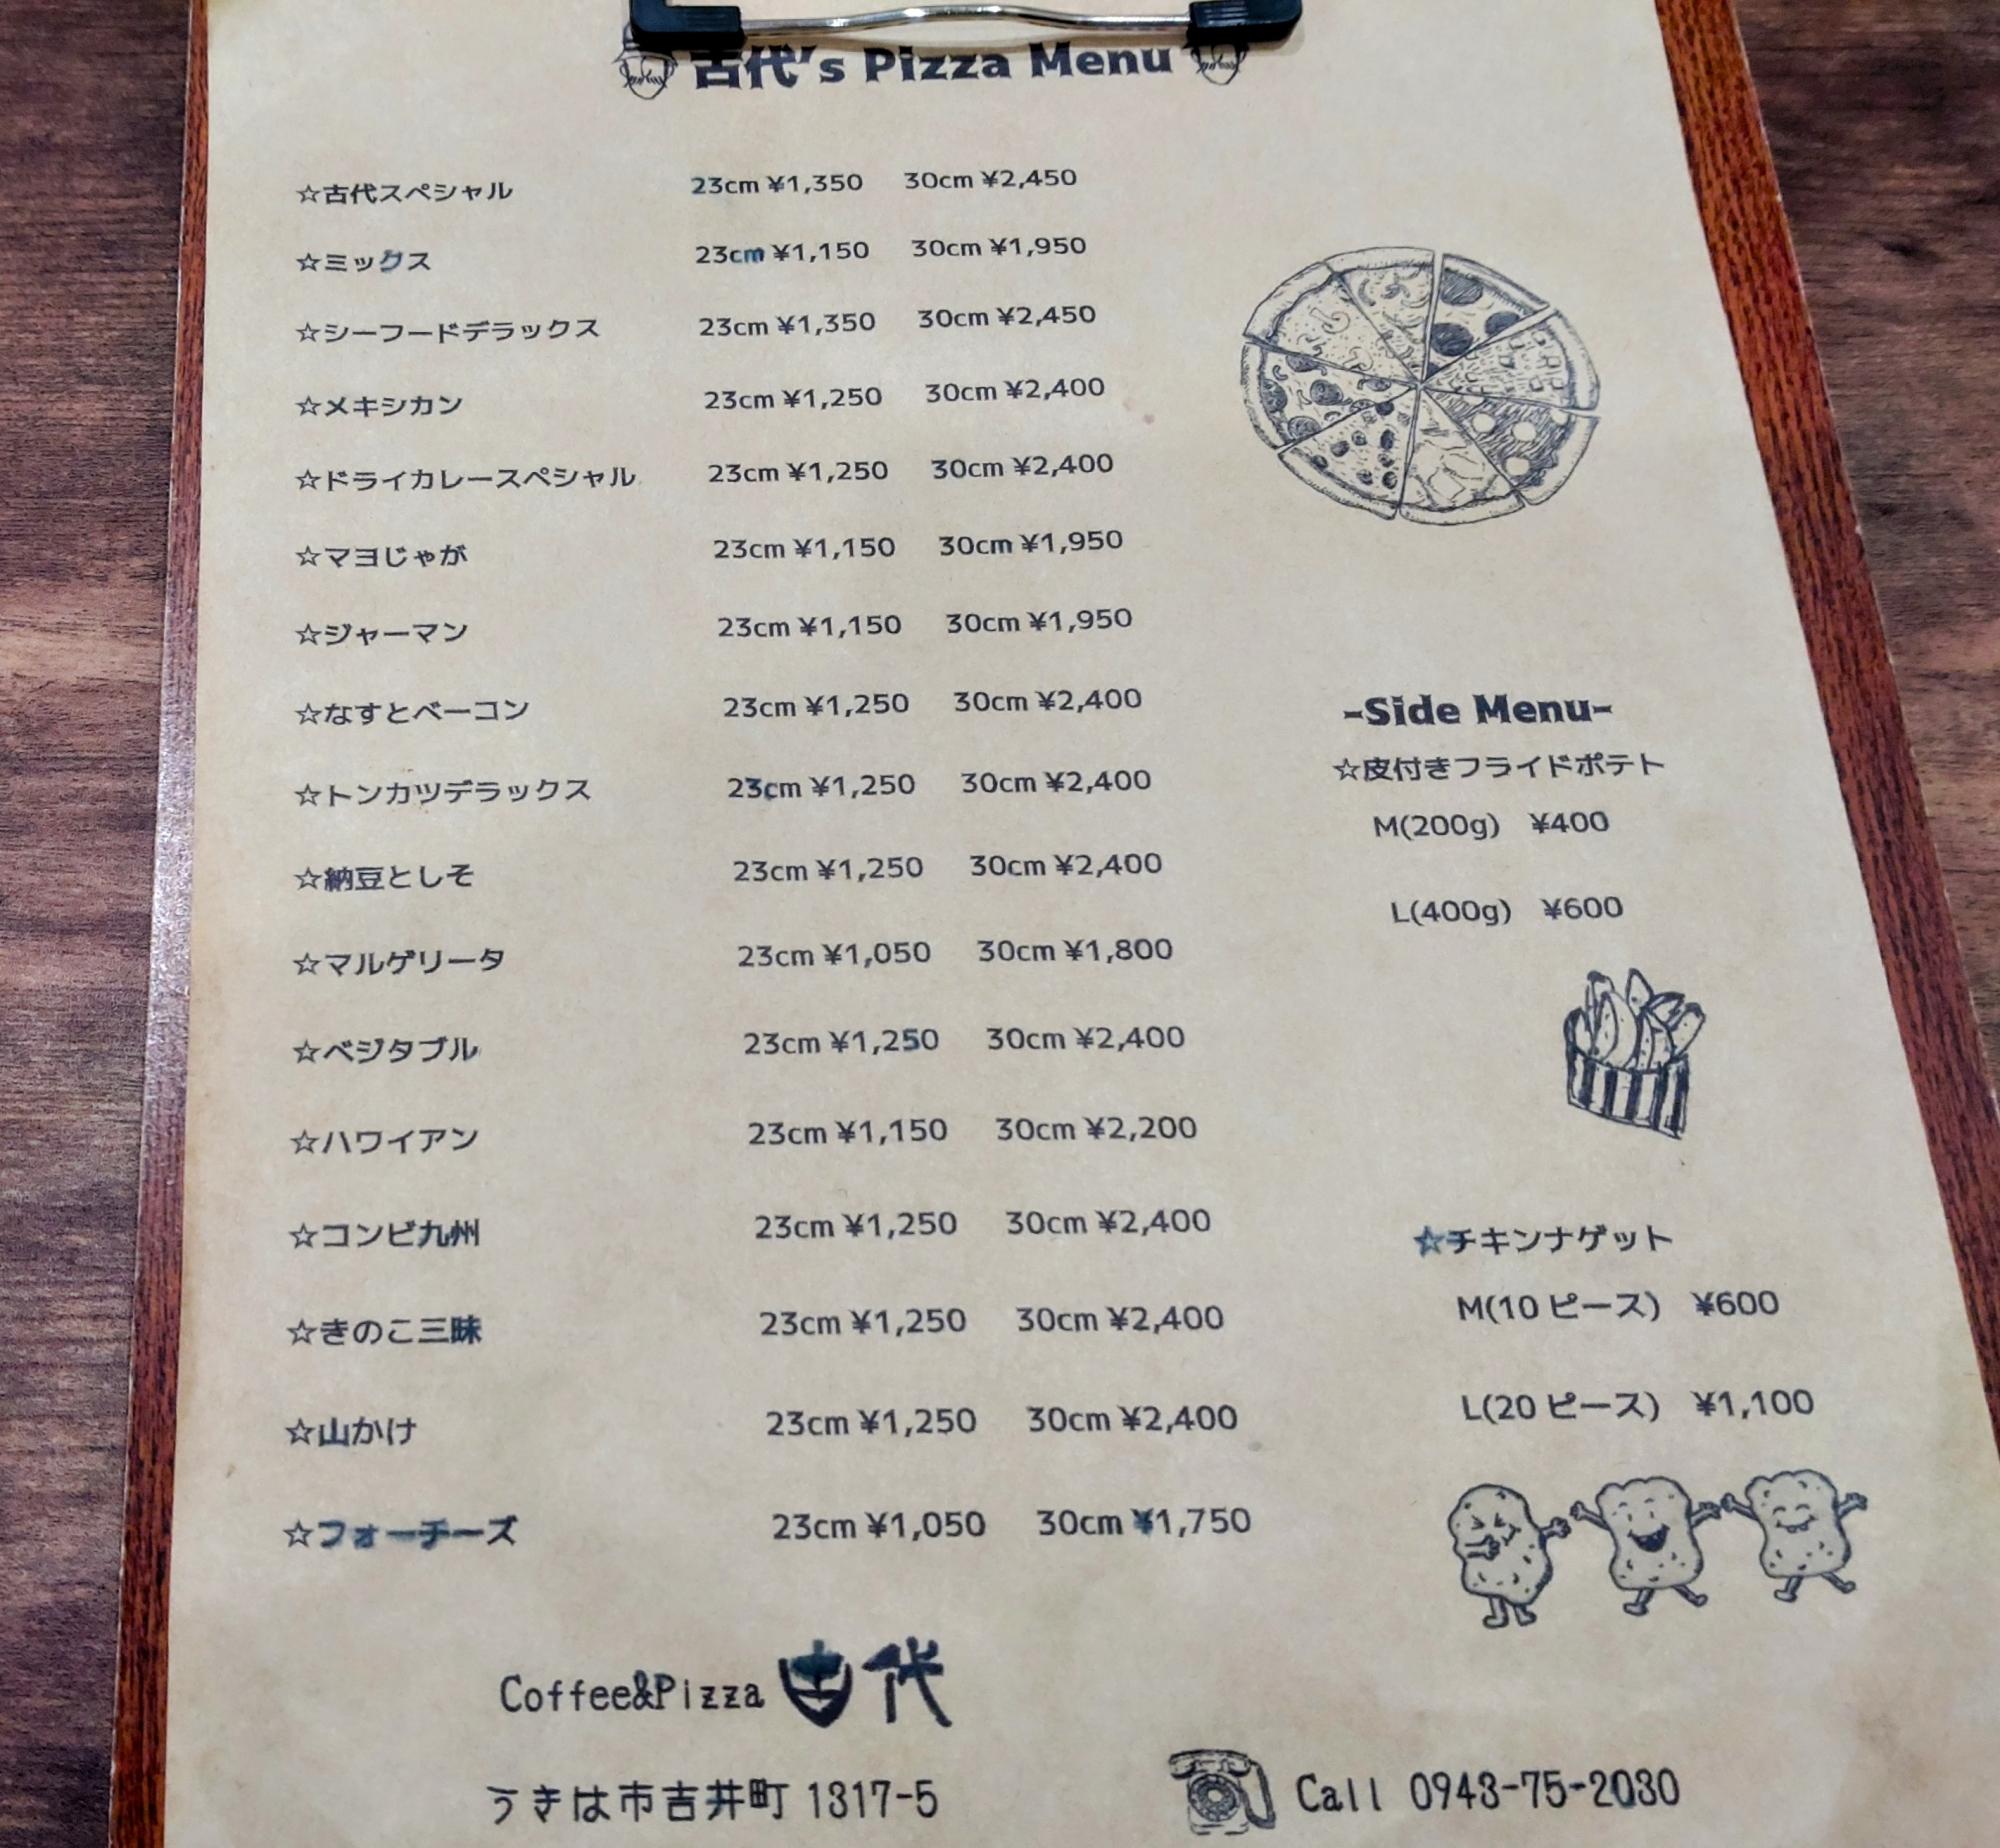 古代's Pizza Menu
☆古代スペシャル 23cm ¥1,350 30cm ¥2,450
☆ミックス 23cm ¥1,150 30cm ¥1,950
☆シーフードデラックス 23cm ¥1,350 30cm ¥2,450
☆メキシカン 23cm ¥1,250 30cm ¥2,400
☆ドライカレースペシャル 23cm ¥1,250 30cm ¥2,400
☆マヨじゃが 23cm ¥1,150 30cm ¥1,950
☆ジャーマン 23cm ¥1,150 30cm ¥1,950
☆なすとベーコン 23cm ¥1,250 30cm ¥2,400
☆トンカツデラックス 23cm ¥1,250 30cm ¥2,400
☆納豆としそ 23cm ¥1,250 30cm ¥2,400
☆マルゲリータ 23cm ¥1,050 30cm ¥1,800
☆ベジタブル 23cm ¥1,250 30cm ¥2,400
☆ハワイアン 23cm ¥1,150 30cm ¥2,200
☆コンビ九州 23cm ¥1,250 30cm ¥2,400
☆きのこ三昧 23cm ¥1,250 30cm ¥2,400
☆山かけ 23cm ¥1,250 30cm ¥2,400
☆フォーチーズ 23cm ¥1,050 30cm ¥1,750
-Side Menu-
☆皮付きフライドポテト
M(200g) ¥400
L(400g) ¥600
☆チキンナゲット
M(10 ピース) ¥600
L(20 ピース) ¥1,100
Coffee&Pizza 古代
うきは市吉井町 1317-5
Call 0943-75-2030